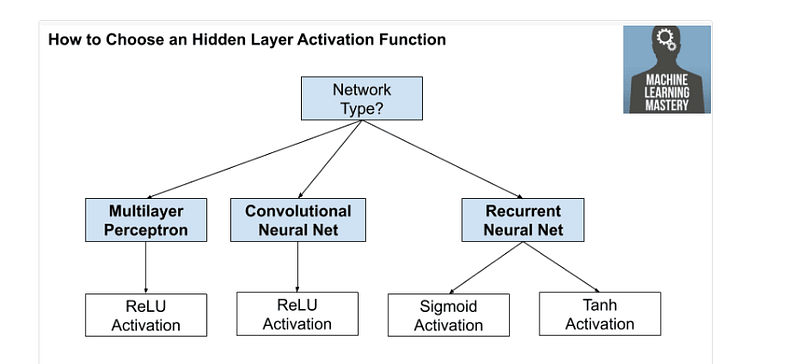 How to Choose an Hidden Layer Activation Function
MACHINE
LEARNING
MASTERY
Network
Type?
Multilayer
Perceptron
Convolutional
Neural Net
Recurrent
Neural Net
ReLU
Activation
ReLU
Activation
Sigmoid
Activation
Tanh
Activation